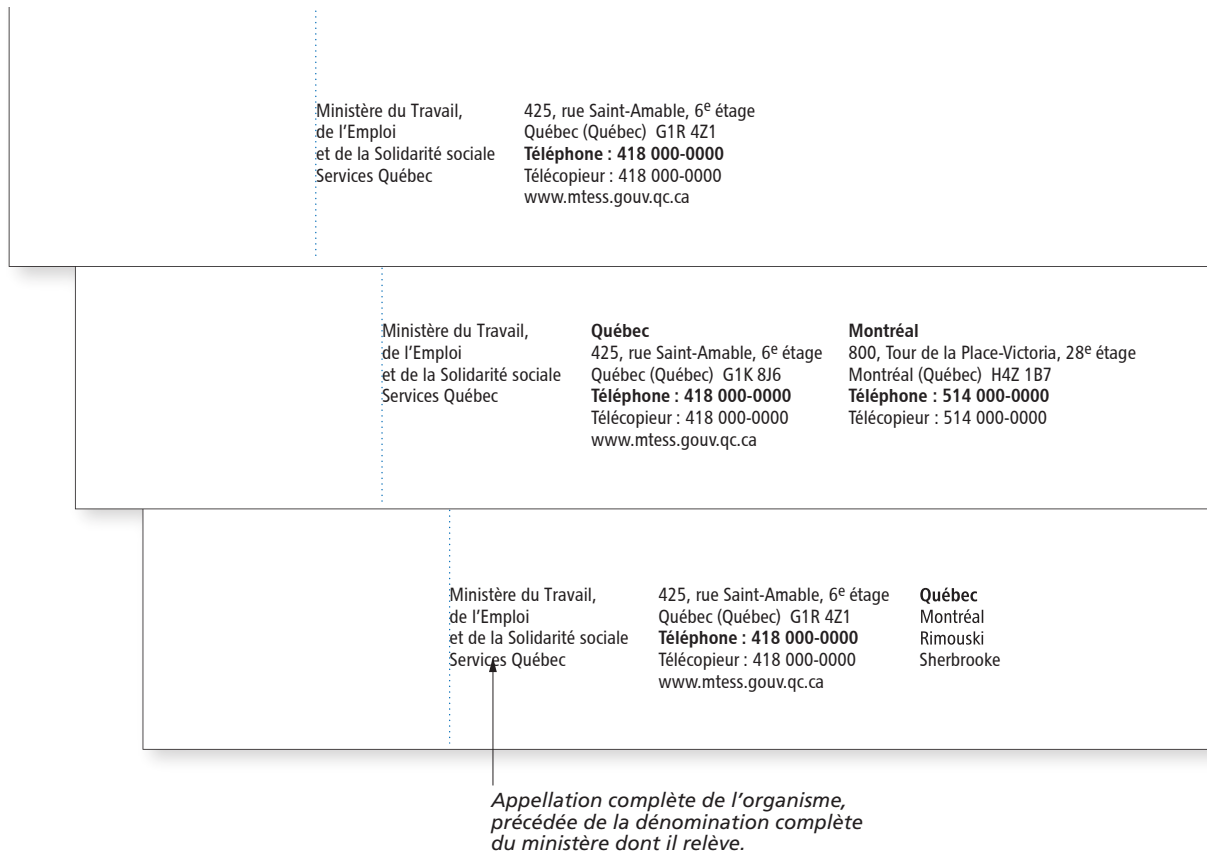 Ministère du Travail,
de l'Emploi
et de la Solidarité sociale
Services Québec
425, rue Saint-Amable, 6e étage
Québec (Québec)  G1R 4Z1
Téléphone : 418 000-0000
Télécopieur : 418 000-0000
www.mtess.gouv.qc.ca
Ministère du Travail,
de l'Emploi
et de la Solidarité sociale
Services Québec
Québec
425, rue Saint-Amable, 6e étage
Québec (Québec)  G1K 8J6
Téléphone : 418 000-0000
Télécopieur : 418 000-0000
www.mtess.gouv.qc.ca
Montréal
800, Tour de la Place-Victoria, 28e étage
Montréal (Québec)  H4Z 1B7
Téléphone : 514 000-0000
Télécopieur : 514 000-0000
Ministère du Travail,
de l'Emploi
et de la Solidarité sociale
Services Québec
425, rue Saint-Amable, 6e étage
Québec (Québec)  G1R 4Z1
Téléphone : 418 000-0000
Télécopieur : 418 000-0000
www.mtess.gouv.qc.ca
Québec
Montréal
Rimouski
Sherbrooke
Appellation complète de l'organisme,
précédée de la dénomination complète
du ministère dont il relève.